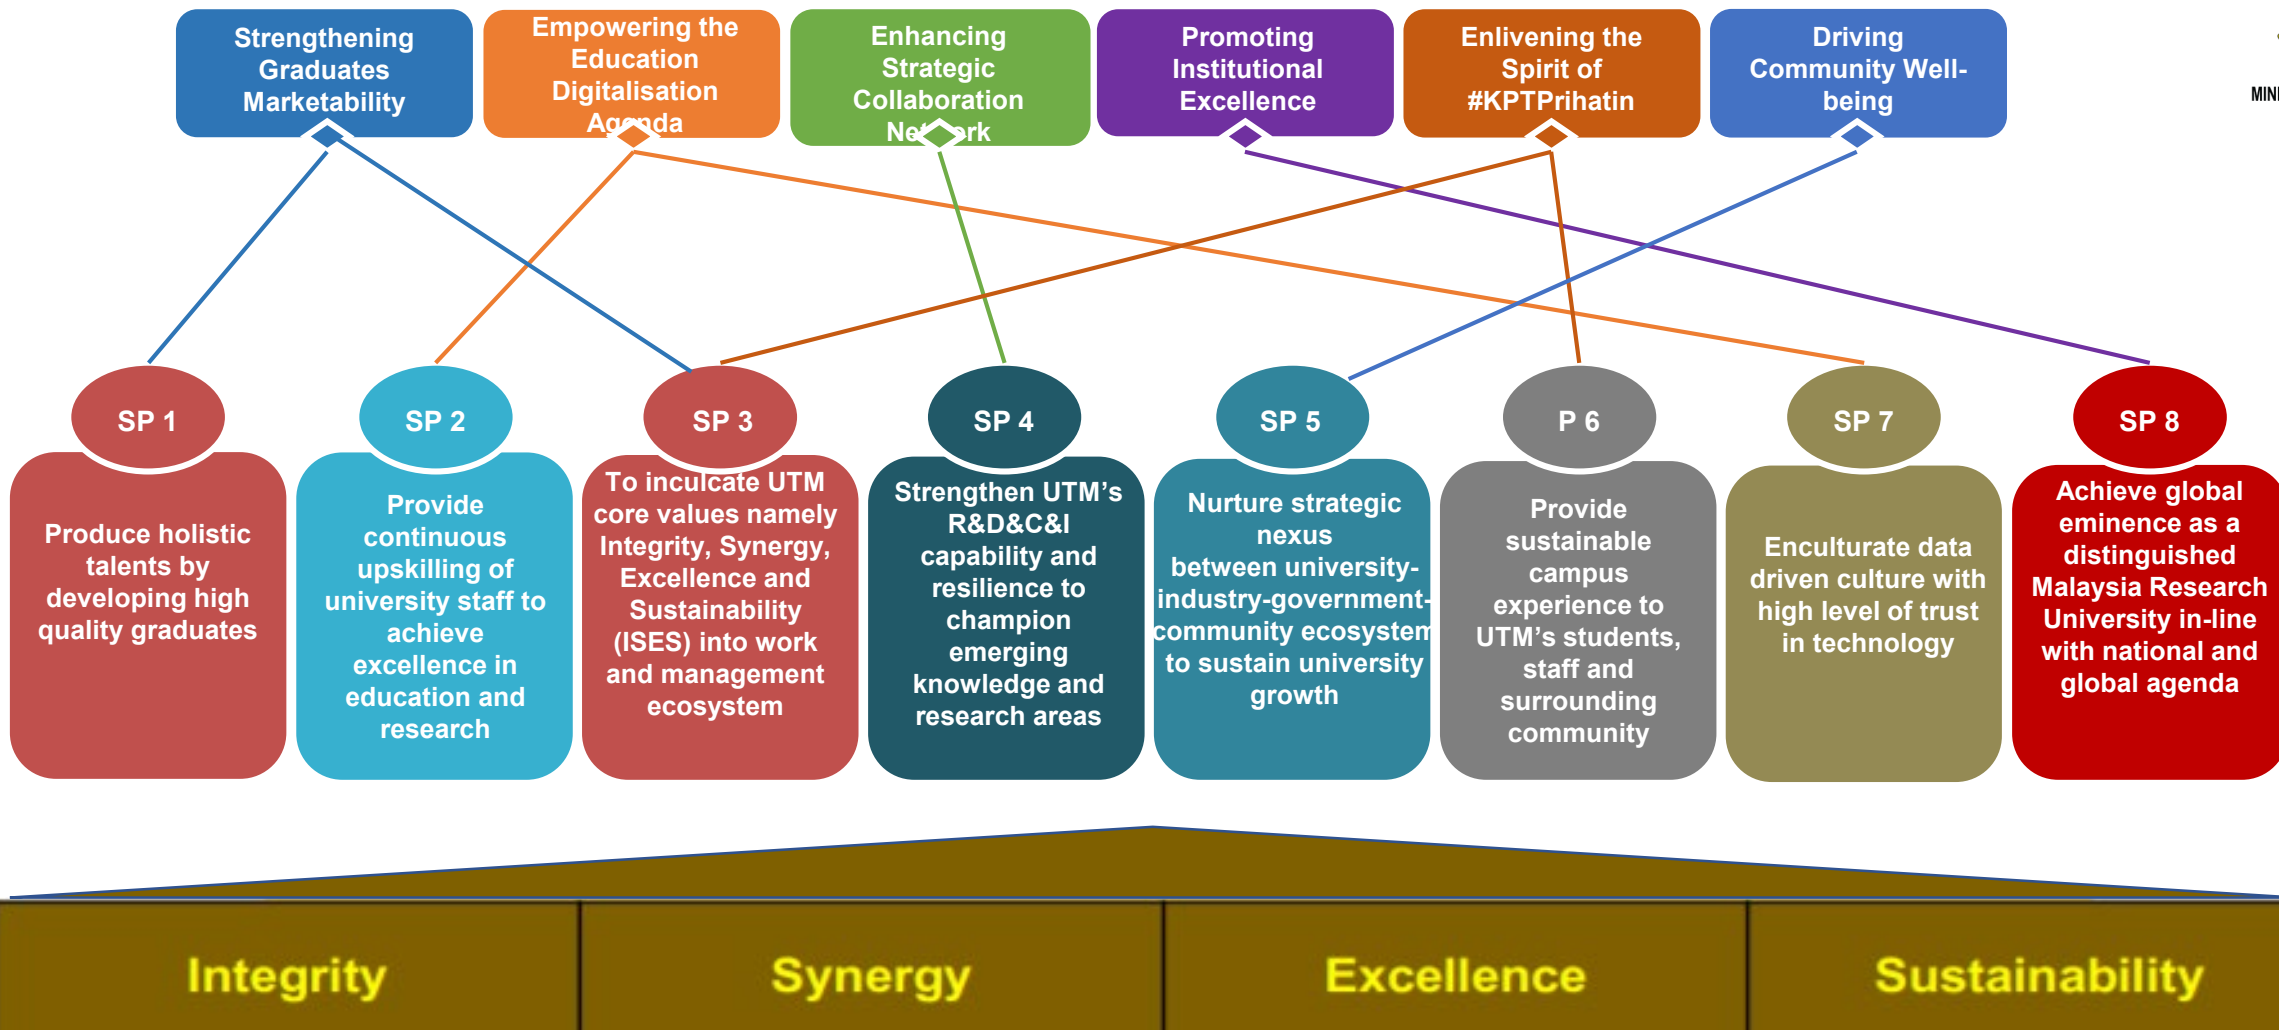 Strengthening
Graduates
Marketability
Empowering the
Education
Digitalisation
Agenda
Enhancing
Strategic
Collaboration
Network
Promoting
Institutional
Excellence
Enlivening the
Spirit of
#KPTPrihatin
Driving
Community Well-
being
SP 1
SP 2
SP 3
SP 4
SP 5
P 6
SP 7
SP 8
Produce holistic
talents by
developing high
quality graduates
Provide
continuous
upskilling of
university staff to
achieve
excellence in
education and
research
To inculcate UTM
core values namely
Integrity, Synergy,
Excellence and
Sustainability
(ISES) into work
and management
ecosystem
Strengthen UTM’s
R&D&C&I
capability and
resilience to
champion
emerging
knowledge and
research areas
Nurture strategic
nexus
between university-
industry-government-
community ecosystem
to sustain university
growth
Provide
sustainable
campus
experience to
UTM’s students,
staff and
surrounding
community
Enculturate data
driven culture with
high level of trust
in technology
Achieve global
eminence as a
distinguished
Malaysia Research
University in-line
with national and
global agenda
Integrity
Synergy
Excellence
Sustainability